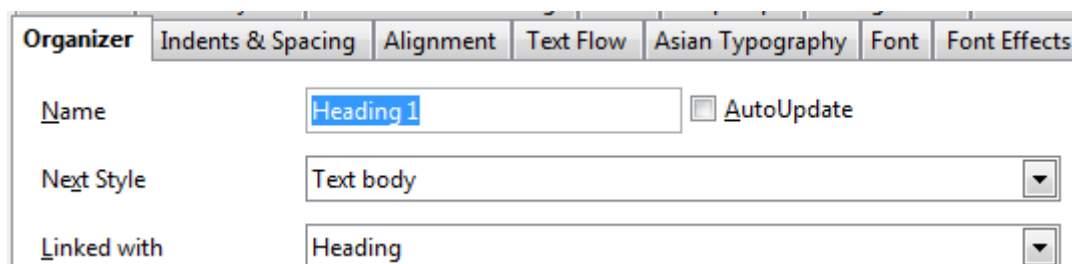 Organizer Indents & Spacing Alignment Text Flow Asian Typography Font Font Effects
Name Heading 1 AutoUpdate
Next Style Text body
Linked with Heading